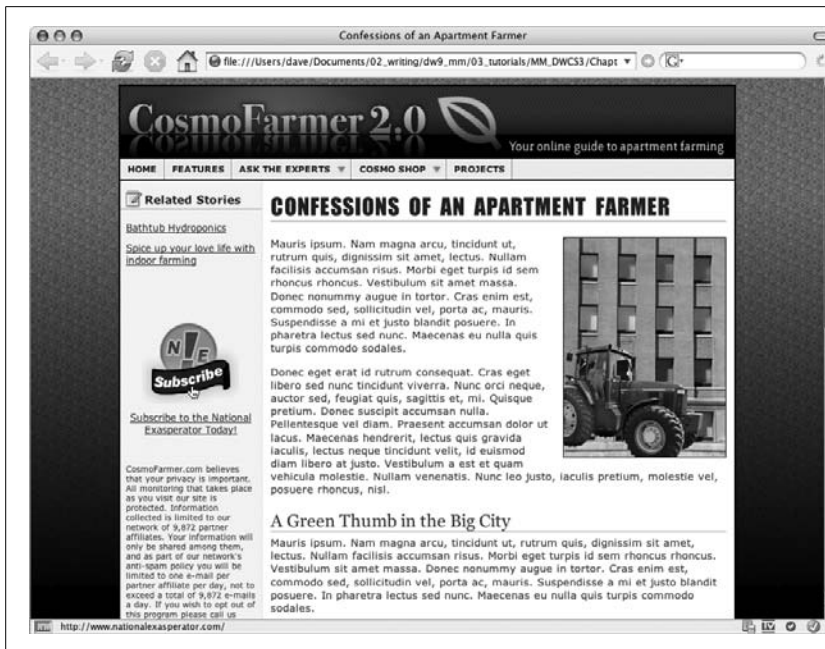 Confessions of an Apartment Farmer
file:///Users/dave/Documents/02_writing/dw9_mm/03_tutorials/MM_DWCS3/Chapt
G
CosmoFarmer 2.0
Your online guide to apartment farming
HOME FEATURES ASK THE EXPERTS COSMO SHOP PROJECTS
Related Stories
Bathtub Hydroponics
Spice up your love life with
indoor farming
N E
Subscribe
Subscribe to the National
Exasperator Today!
CosmoFarmer.com believes
that your privacy is important.
All monitoring that takes place
as you visit our site is
protected. Information
collected is limited to our
network of 9,872 partner
affiliates. Your information will
only be shared among them,
and as part of our network's
anti-spam policy you will be
limited to one e-mail per
partner affiliate per day, not to
exceed a total of 9,872 e-mails
a day. If you wish to opt out of
this program please call us
CONFESSIONS OF AN APARTMENT FARMER
Mauris ipsum. Nam magna arcu, tincidunt ut,
rutrum quis, dignissim sit amet, lectus. Nullam
facilisis accumsan risus. Morbi eget turpis id sem
rhoncus rhoncus. Vestibulum sit amet massa.
Donec nonummy augue in tortor. Cras enim est,
commodo sed, sollicitudin vel, porta ac, mauris.
Suspendisse a mi et justo blandit posuere. In
pharetra lectus sed nunc. Maecenas eu nulla quis
turpis commodo sodales.
Donec eget erat id rutrum consequat. Cras eget
libero sed nunc tincidunt viverra. Nunc orci neque,
auctor sed, feugiat quis, sagittis et, mi. Quisque
pretium. Donec suscipit accumsan nulla.
Pellentesque vel diam. Praesent accumsan dolor ut
lacus. Maecenas hendrerit, lectus quis gravida
iaculis, lectus neque tincidunt velit, id euismod
diam libero at justo. Vestibulum a est et quam
vehicula molestie. Nullam venenatis. Nunc leo justo, iaculis pretium, molestie vel,
posuere rhoncus, nisl.
A Green Thumb in the Big City
Mauris ipsum. Nam magna arcu, tincidunt ut, rutrum quis, dignissim sit amet,
lectus. Nullam facilisis accumsan risus. Morbi eget turpis id sem rhoncus rhoncus.
Vestibulum sit amet massa. Donec nonummy augue in tortor. Cras enim est,
commodo sed, sollicitudin vel, porta ac, mauris. Suspendisse a mi et justo blandit
posuere. In pharetra lectus sed nunc. Maecenas eu nulla quis turpis commodo
sodales.
http://www.nationalexasperator.com/